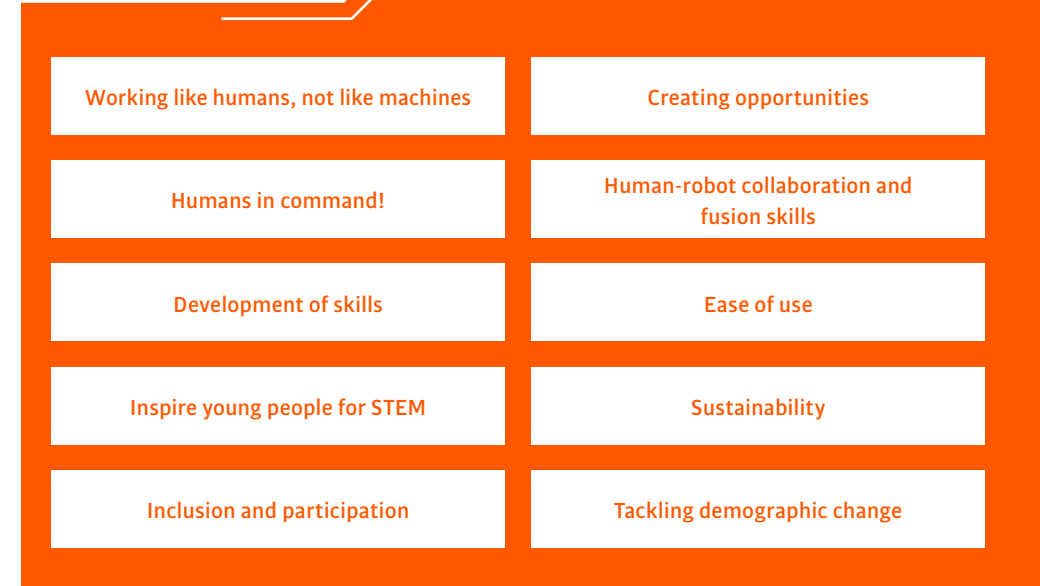 Working like humans, not like machines
Creating opportunities
Humans in command!
Human-robot collaboration and
fusion skills
Development of skills
Ease of use
Inspire young people for STEM
Sustainability
Inclusion and participation
Tackling demographic change